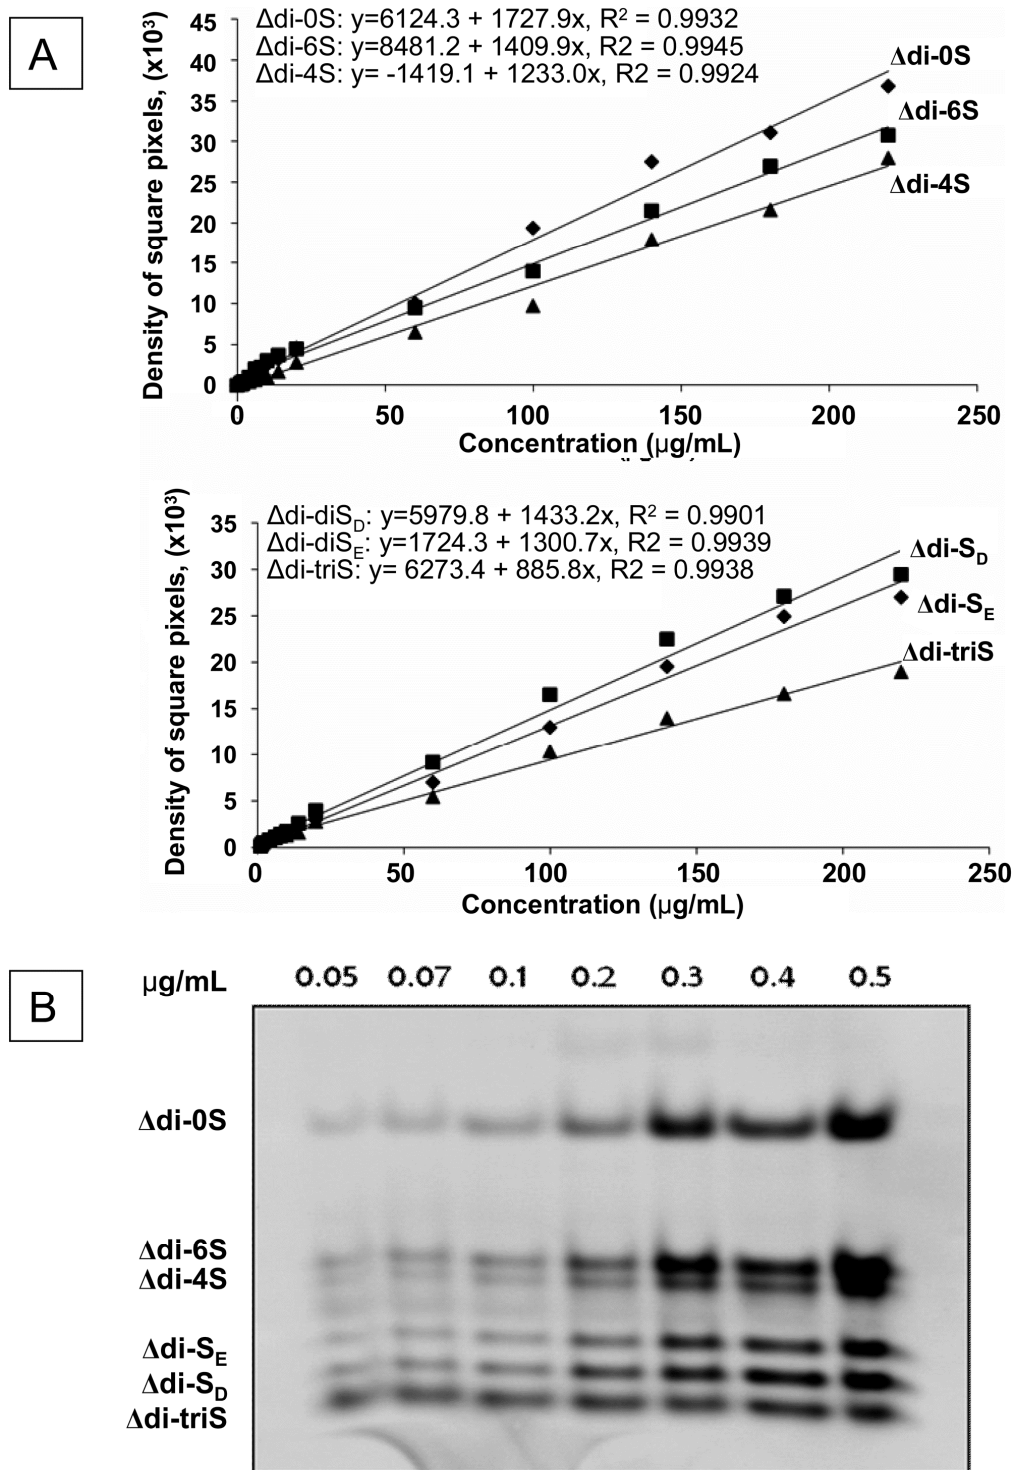 A
Δdi-0S: y=6124.3 + 1727.9x, R² = 0.9932
Δdi-6S: y=8481.2 + 1409.9x, R2 = 0.9945
Δdi-4S: y= -1419.1 + 1233.0x, R2 = 0.9924
Density of square pixels, (x10³)
45
40
35
30
25
20
15
10
5
0
Δdi-0S
Δdi-6S
Δdi-4S
0 50 100 150 200 250
Concentration (µg/mL)
Δdi-diS_D: y=5979.8 + 1433.2x, R² = 0.9901
Δdi-diS_E: y=1724.3 + 1300.7x, R2 = 0.9939
Δdi-triS: y= 6273.4 + 885.8x, R2 = 0.9938
Density of square pixels, (x10³)
35
30
25
20
15
10
5
0
Δdi-S_D
Δdi-S_E
Δdi-triS
0 50 100 150 200 250
Concentration (µg/mL)
B
µg/mL 0.05 0.07 0.1 0.2 0.3 0.4 0.5
Δdi-0S
Δdi-6S
Δdi-4S
Δdi-S_E
Δdi-S_D
Δdi-triS